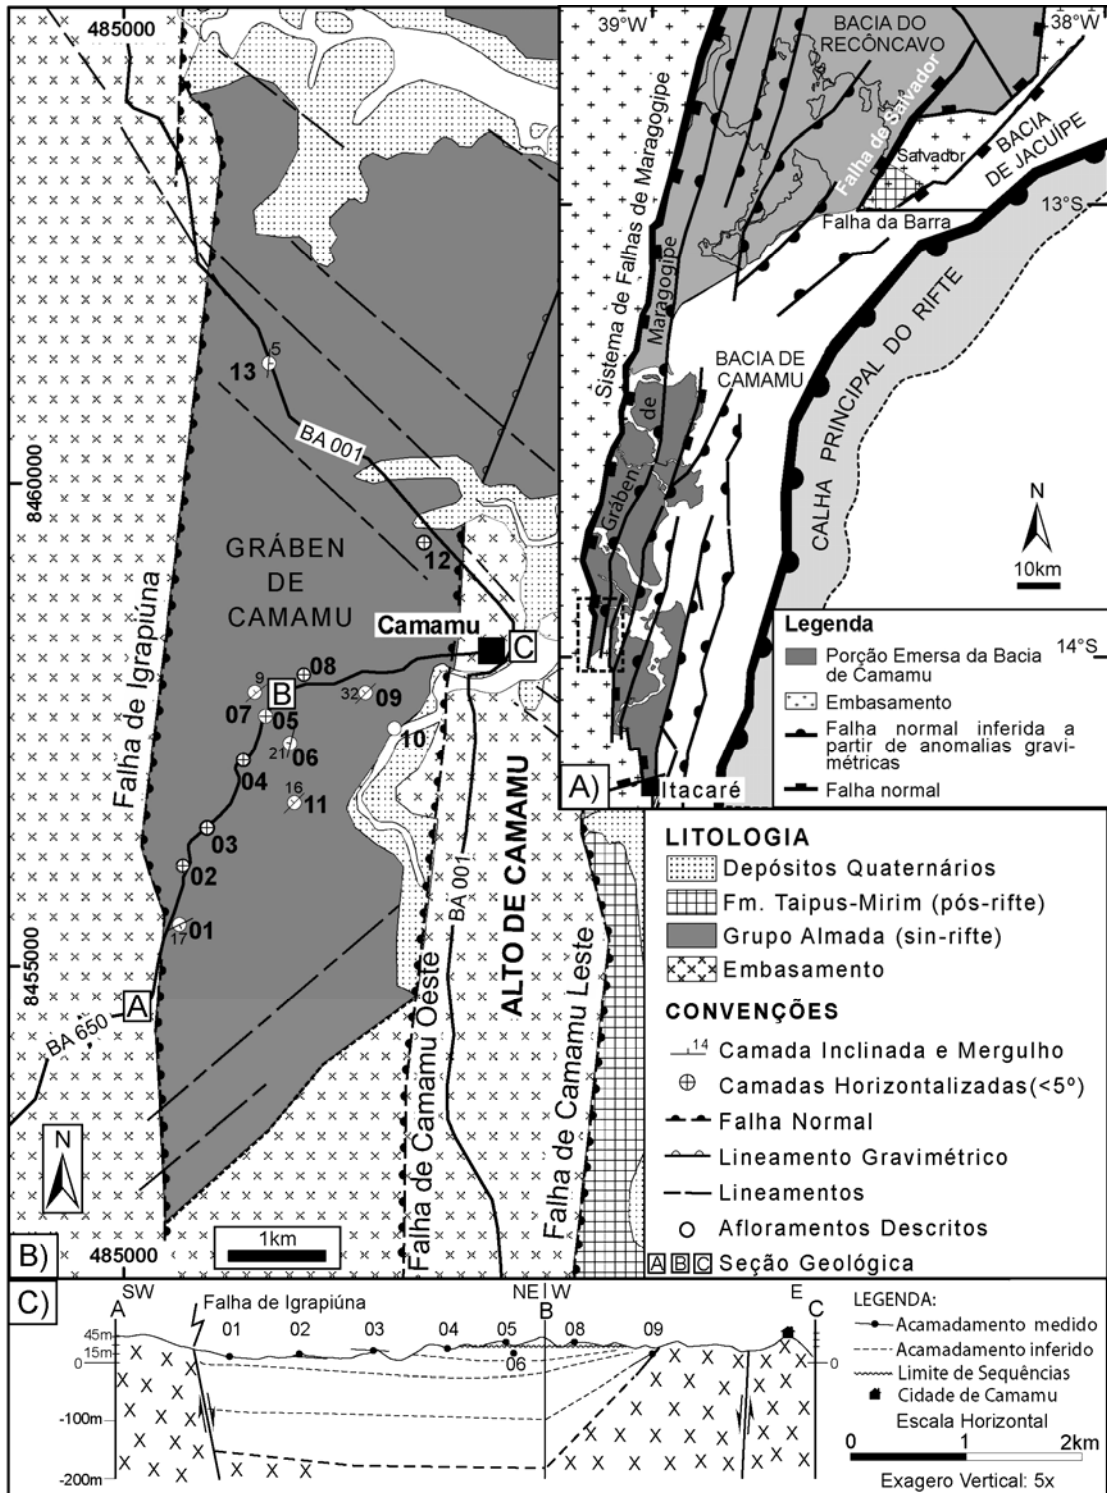 485000
8460000
8455000
485000
Falha de Igrapiúna
GRÁBEN
DE
CAMAMU
BA 001
Camamu
13
5
12
08
9
07
05
32
09
10
21
06
04
16
11
03
02
01
17
A
B
C
BA 650
BA 001
ALTO DE CAMAMU
Falha de Camamu Oeste
Falha de Camamu Leste
N
1km
B)
39°W
38°W
BACIA DO
RECÔNCAVO
Sistema de Falhas de Maragogipe
Falha de Salvador
Salvador
BACIA
DE JACUÍPE
13°S
Falha da Barra
Gráben de Maragogipe
BACIA DE
CAMAMU
CALHA PRINCIPAL DO RIFTE
N
10km
14°S
Itacaré
A)
Legenda
Porção Emersa da Bacia
de Camamu
Embasamento
Falha normal inferida a
partir de anomalias gravi-
métricas
Falha normal
LITOLOGIA
Depósitos Quaternários
Fm. Taipus-Mirim (pós-rifte)
Grupo Almada (sin-rifte)
Embasamento
CONVENÇÕES
14 Camada Inclinada e Mergulho
Camadas Horizontalizadas(<5º)
Falha Normal
Lineamento Gravimétrico
Lineamentos
Afloramentos Descritos
A B C Seção Geológica
C)
SW
NE W
E
A
B
C
Falha de Igrapiúna
01 02 03 04 05 08 09
06
45m
15m
0
-100m
-200m
0
LEGENDA:
Acamadamento medido
Acamadamento inferido
Limite de Sequências
Cidade de Camamu
Escala Horizontal
0 1 2km
Exagero Vertical: 5x